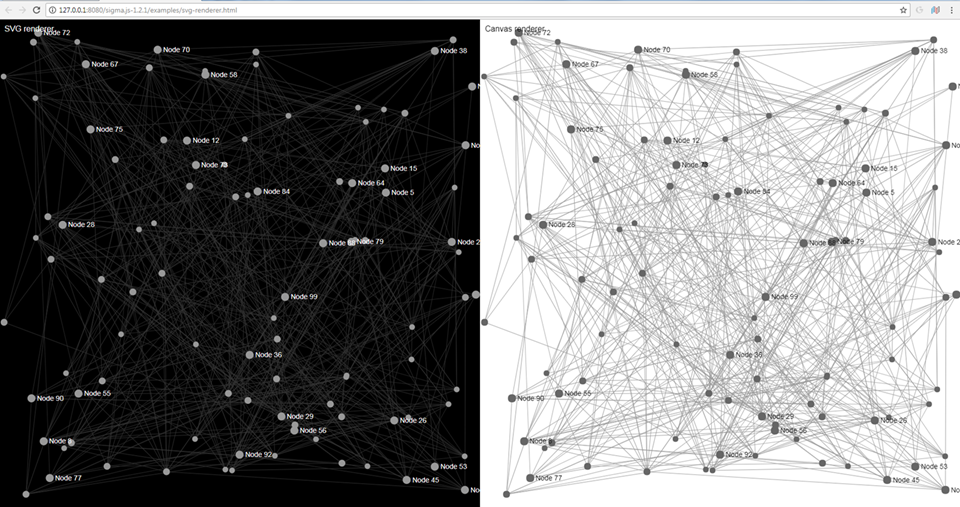 127.0.0.1:8080/sigma.js-1.2.1/examples/svg-renderer.html
SVG renderer
Node 72
Node 70
Node 38
Node 67
Node 58
Node 75
Node 12
Node 15
Node 64
Node 84
Node 5
Node 28
Node 79
Node 99
Node 36
Node 55
Node 90
Node 29
Node 26
Node 56
Node 92
Node 53
Node 77
Node 45
Canvas renderer
Node 72
Node 70
Node 38
Node 67
Node 58
Node 75
Node 12
Node 15
Node 64
Node 84
Node 5
Node 28
Node 79
Node 99
Node 36
Node 55
Node 90
Node 29
Node 26
Node 56
Node 92
Node 53
Node 77
Node 45